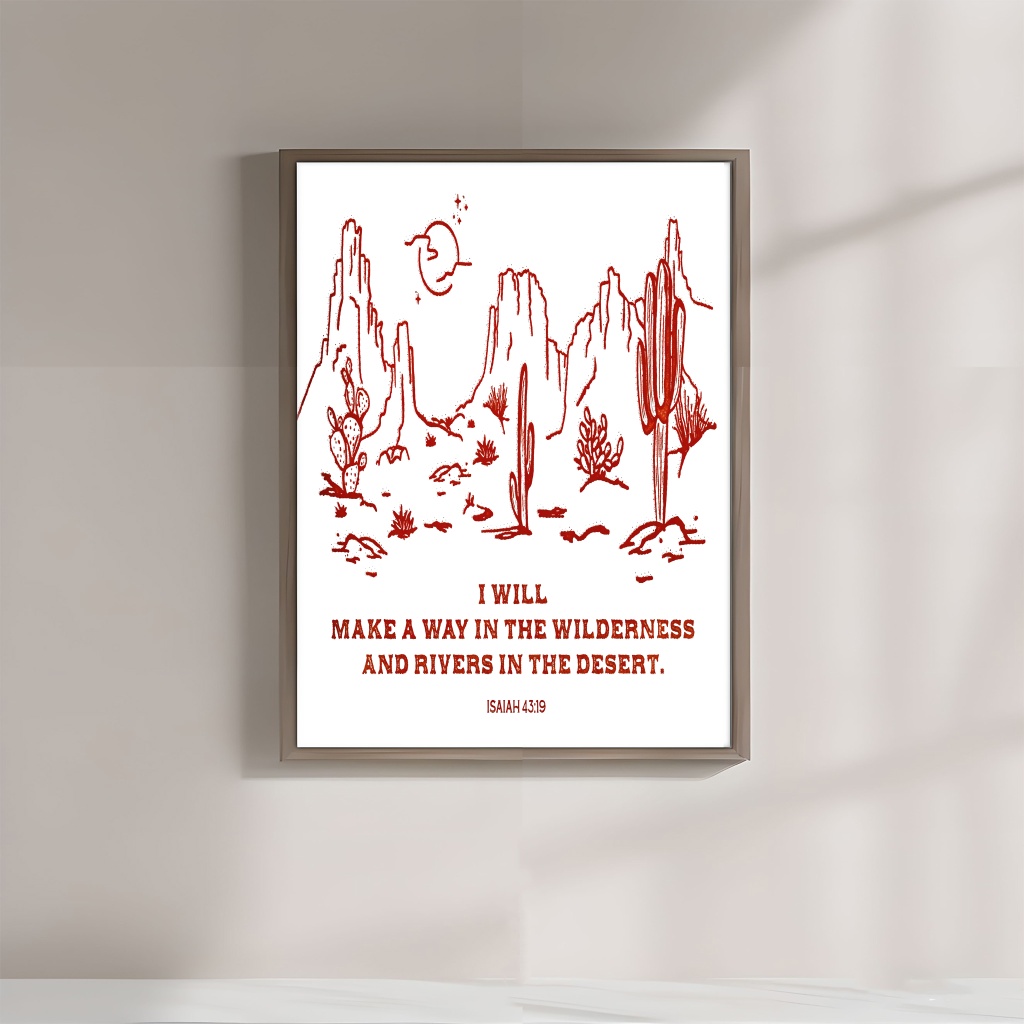 I WILL
MAKE A WAY IN THE WILDERNESS
AND RIVERS IN THE DESERT.
ISAIAH 43:19